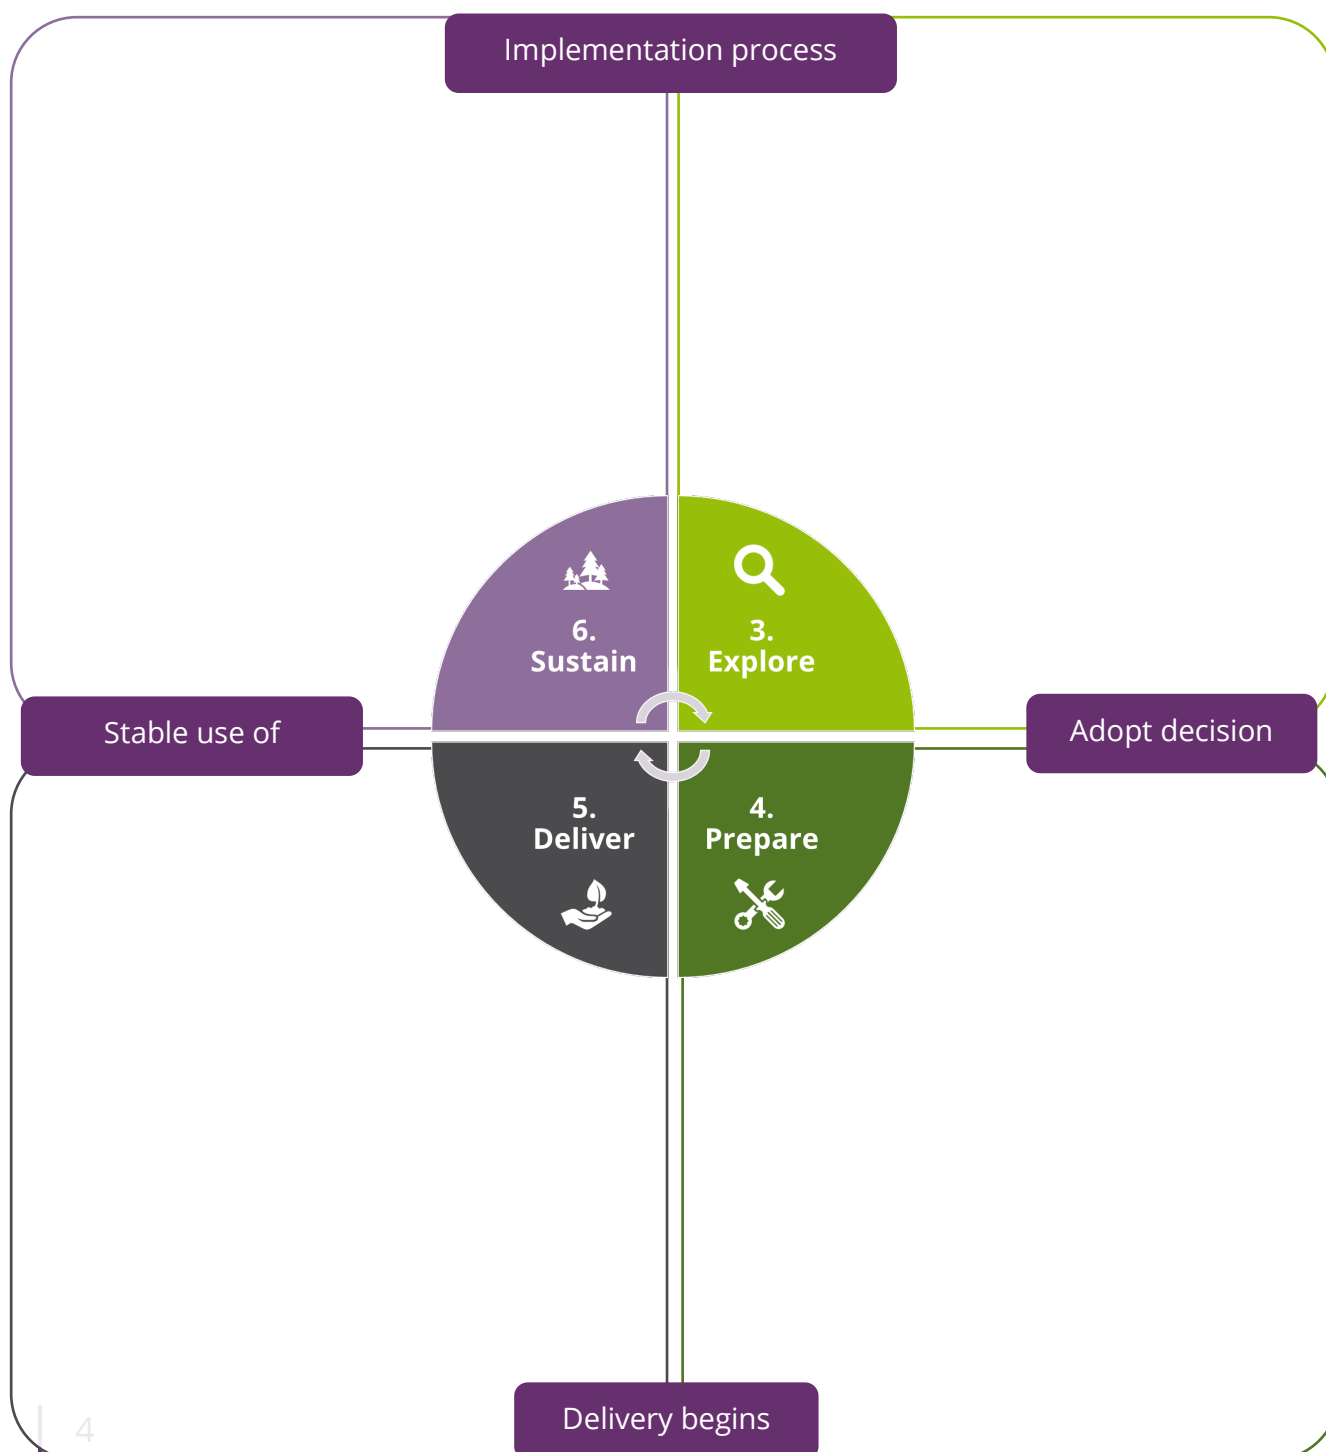 Implementation process
6.
Sustain
3.
Explore
Stable use of
Adopt decision
5.
Deliver
4.
Prepare
Delivery begins
4